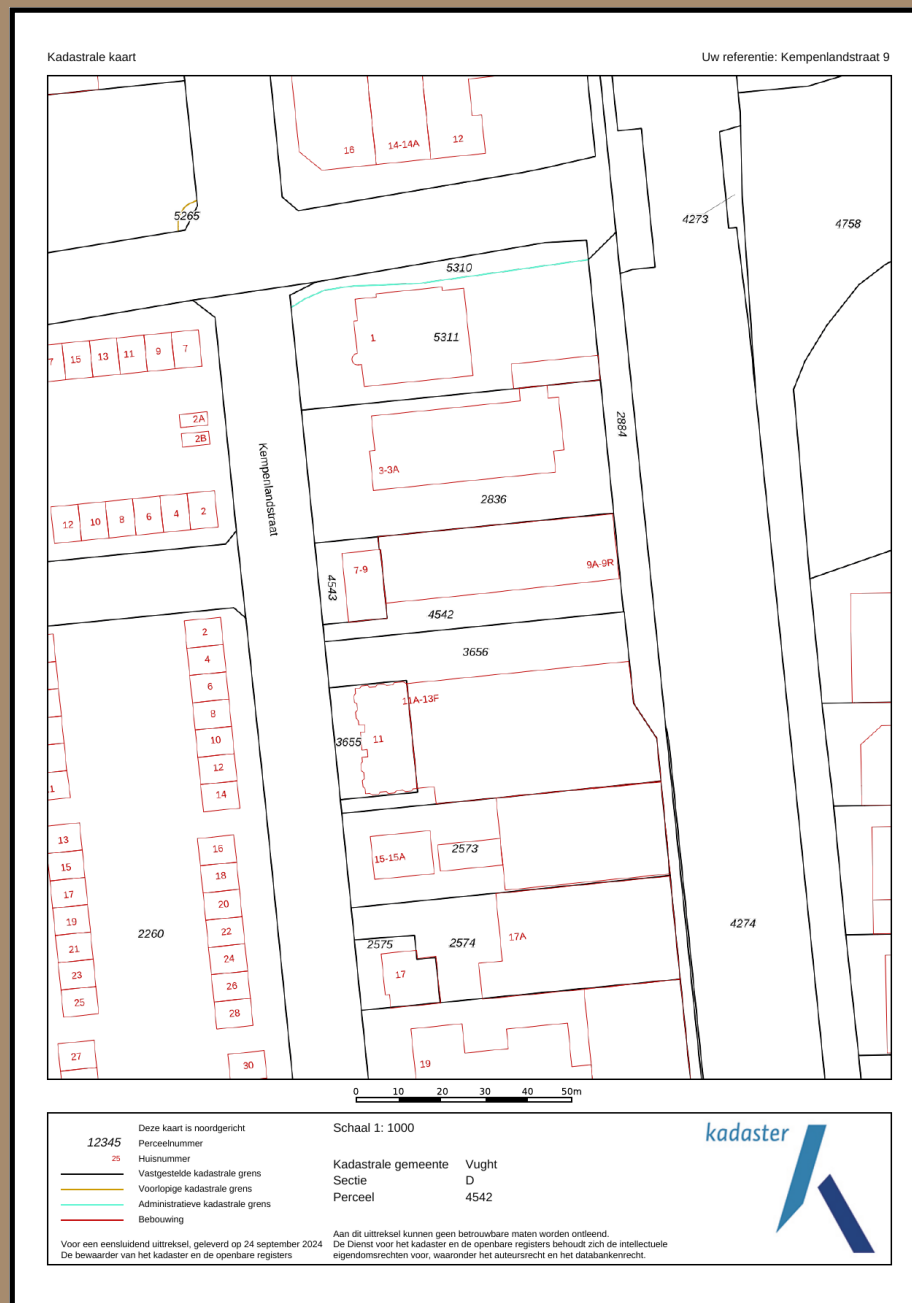 Kadastrale kaart
Uw referentie: Kempenlandstraat 9
16
14-14A
12
5265
4273
4758
5310
5311
1
7
15
13
11
9
7
2A
2B
2884
Kempenlandstraat
3-3A
2836
12
10
8
6
4
2
7-9
9A-9R
4543
4542
3656
2
4
6
8
10
12
14
11A-13F
3655
11
1
13
15
17
19
21
23
25
27
16
18
20
22
24
26
28
30
2260
15-15A
2573
2575
2574
17A
17
19
4274
0 10 20 30 40 50m
Deze kaart is noordgericht
12345 Perceelnummer
25 Huisnummer
Vastgestelde kadastrale grens
Voorlopige kadastrale grens
Administratieve kadastrale grens
Bebouwing
Voor een eensluidend uittreksel, geleverd op 24 september 2024
De bewaarder van het kadaster en de openbare registers
Schaal 1: 1000
Kadastrale gemeente Vught
Sectie D
Perceel 4542
Aan dit uittreksel kunnen geen betrouwbare maten worden ontleend.
De Dienst voor het kadaster en de openbare registers behoudt zich de intellectuele
eigendomsrechten voor, waaronder het auteursrecht en het databankenrecht.
kadaster